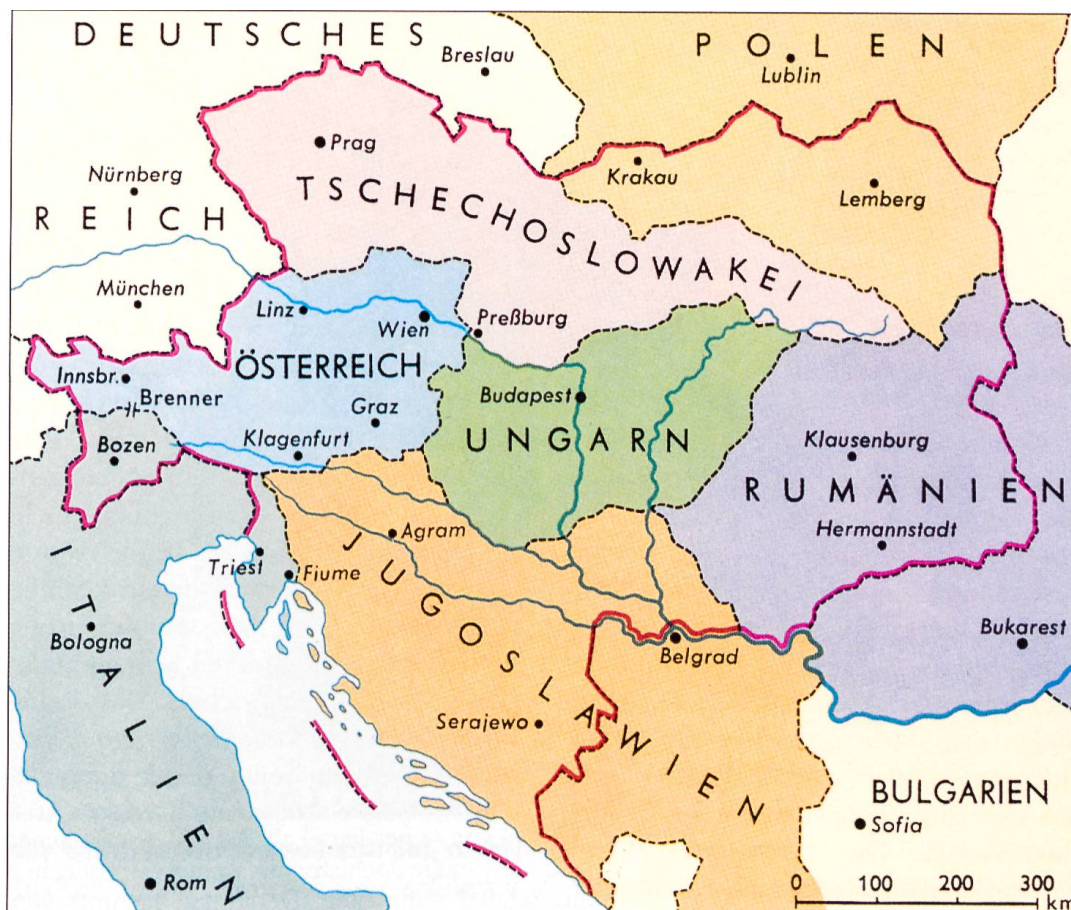 DEUTSCHES
POLEN
Breslau
Lublin
Prag
Krakau
Nürnberg
TSCHECHOSLOWAKEI
Lemberg
REICH
München
Linz
Wien
Preßburg
ÖSTERREICH
Innsbr.
Brenner
Budapest
Graz
Klagenfurt
UNGARN
Klausenburg
Bozen
RUMÄNIEN
Agram
Hermannstadt
Triest
Fiume
JUGOSLAWIEN
Bologna
Belgrad
Bukarest
ITALIEN
Serajewo
BULGARIEN
Sofia
Rom
0 100 200 300
km